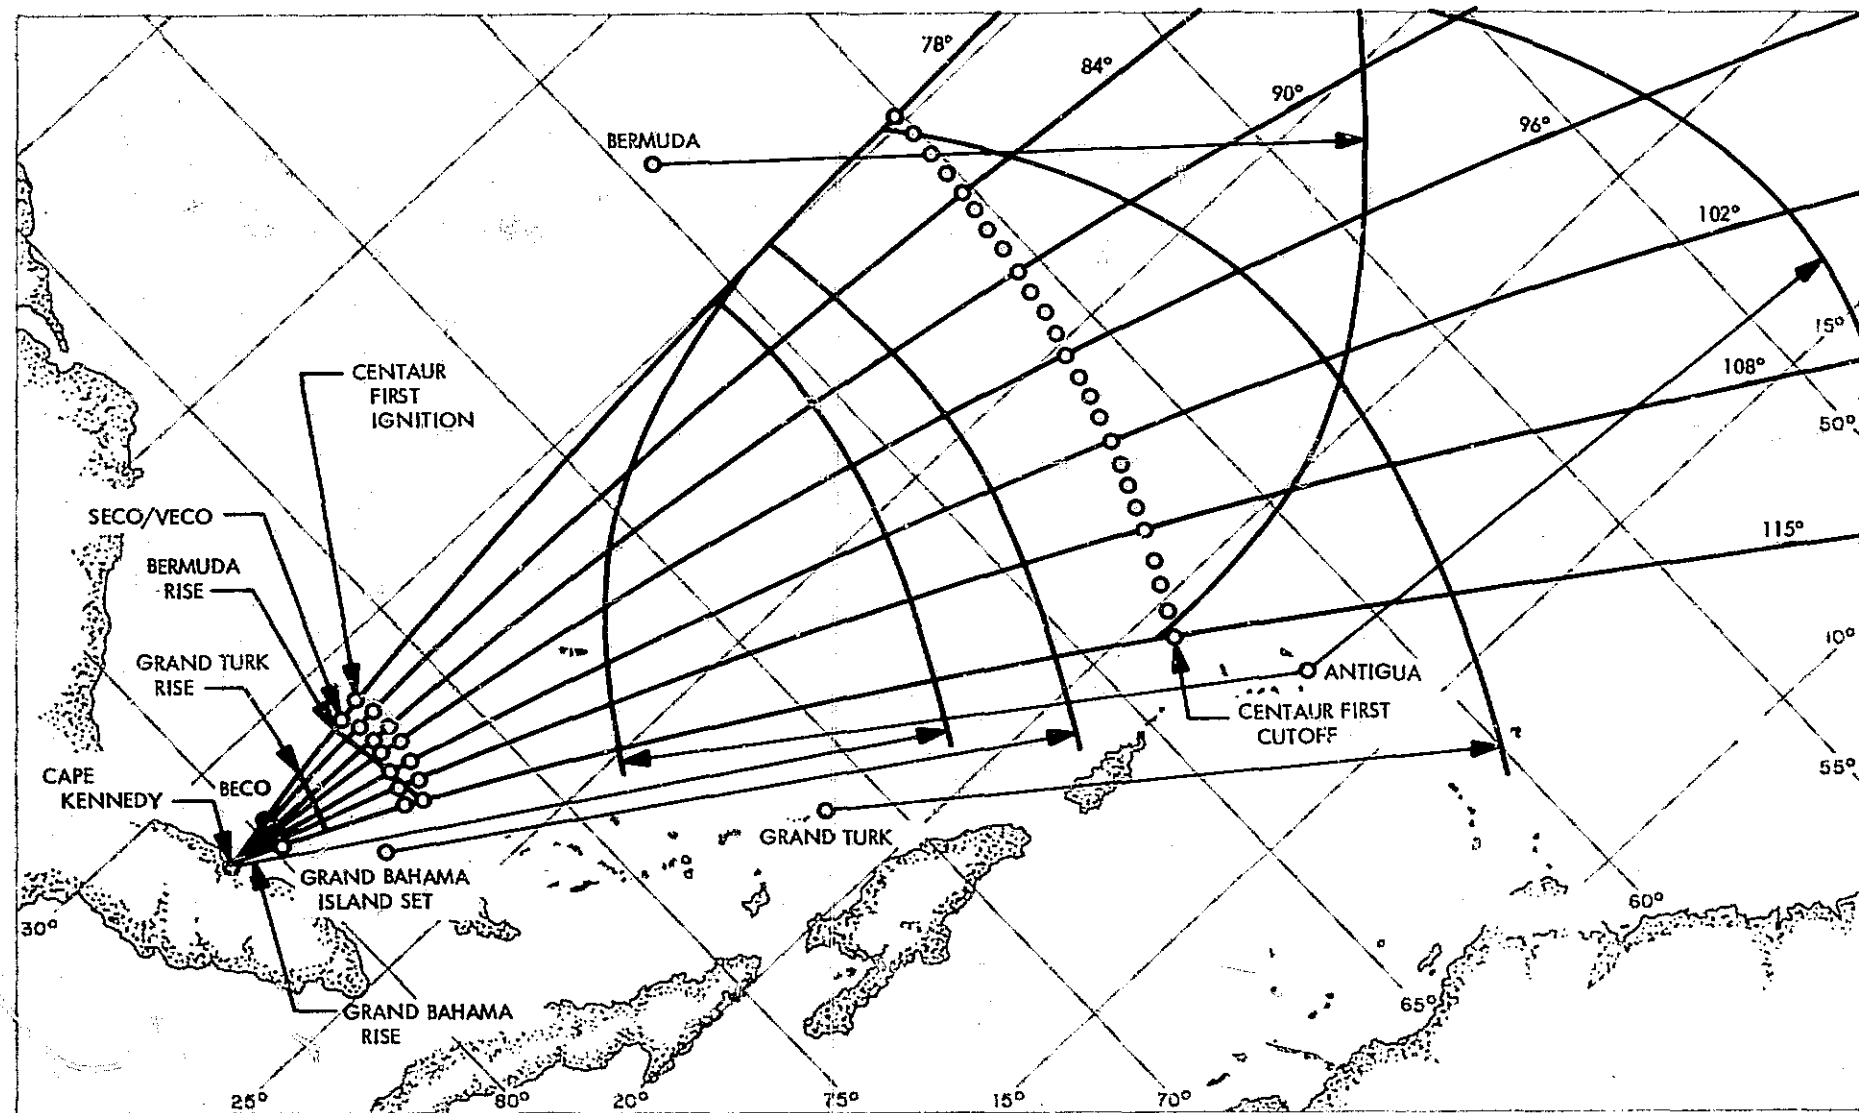 78°
84°
90°
96°
102°
108°
115°
BERMUDA
CENTAUR
FIRST
IGNITION
SECO/VECO
BERMUDA
RISE
GRAND TURK
RISE
CAPE
KENNEDY
BECO
GRAND BAHAMA
ISLAND SET
GRAND BAHAMA
RISE
GRAND TURK
ANTIGUA
CENTAUR FIRST
CUTOFF
15°
50°
10°
55°
60°
65°
30°
25°
80°
20°
75°
15°
70°